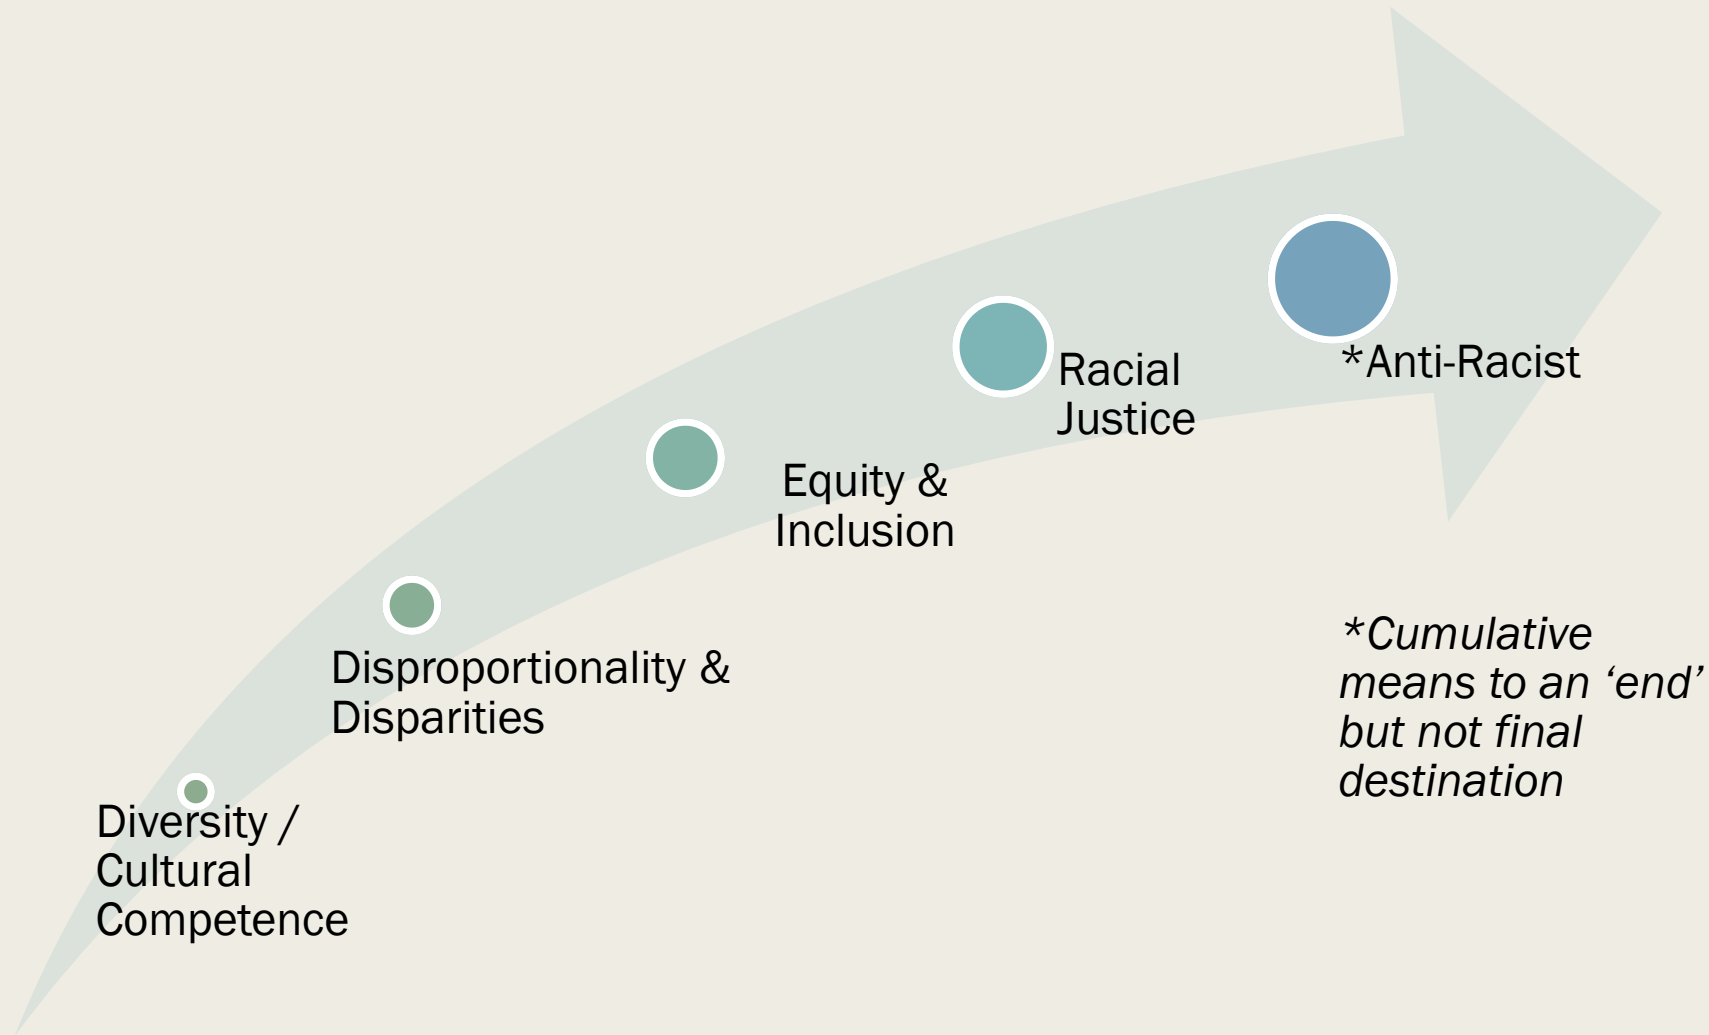 Diversity /
Cultural
Competence
Disproportionality &
Disparities
Equity &
Inclusion
Racial
Justice
*Anti-Racist
*Cumulative
means to an ‘end’
but not final
destination